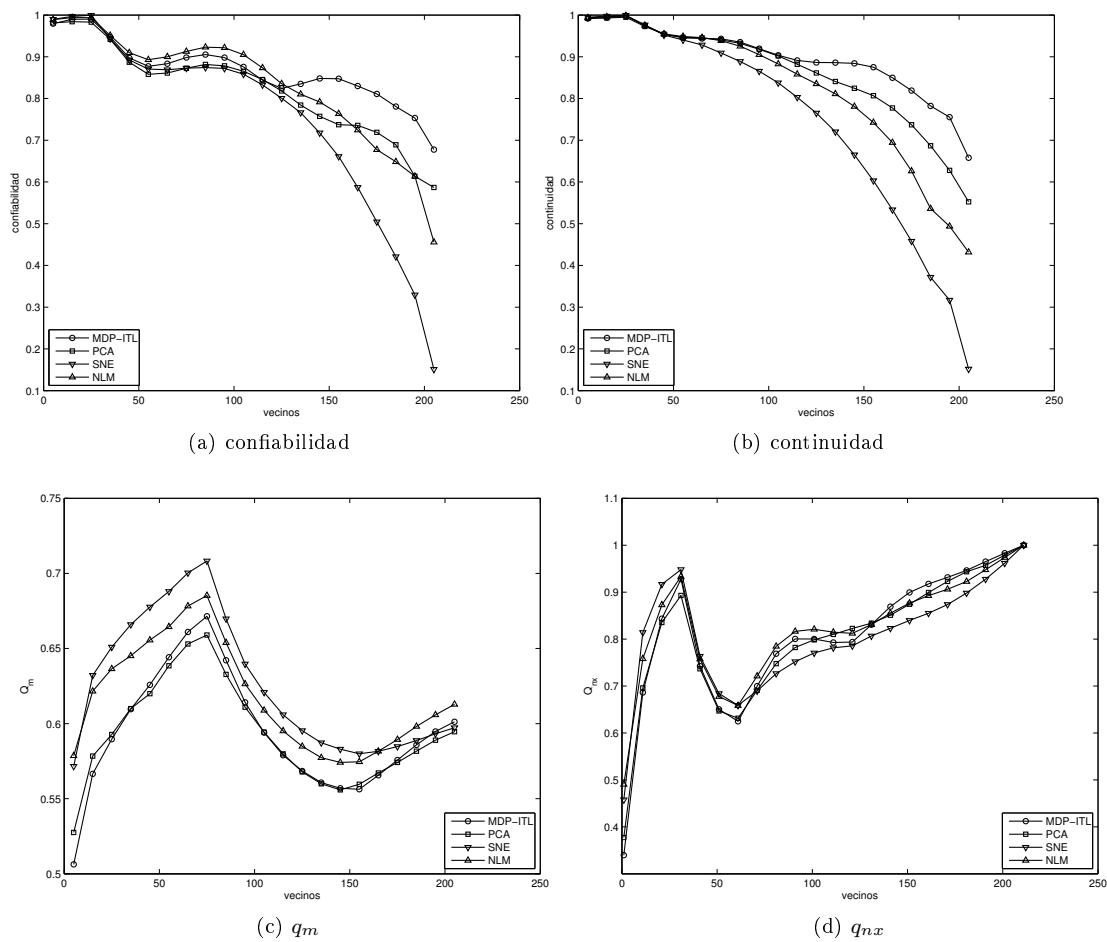 1
0.9
0.8
0.7
0.6
0.5
0.4
0.3
0.2
0.1
confiabilidad
0 50 100 150 200 250
vecinos
MDP−ITL
PCA
SNE
NLM
(a) confiabilidad
1
0.9
0.8
0.7
0.6
0.5
0.4
0.3
0.2
0.1
continuidad
0 50 100 150 200 250
vecinos
MDP−ITL
PCA
SNE
NLM
(b) continuidad
0.75
0.7
0.65
0.6
0.55
0.5
Q_m
0 50 100 150 200 250
vecinos
MDP−ITL
PCA
SNE
NLM
(c) q_m
1.1
1
0.9
0.8
0.7
0.6
0.5
0.4
Q_nx
0 50 100 150 200 250
vecinos
MDP−ITL
PCA
SNE
NLM
(d) q_nx